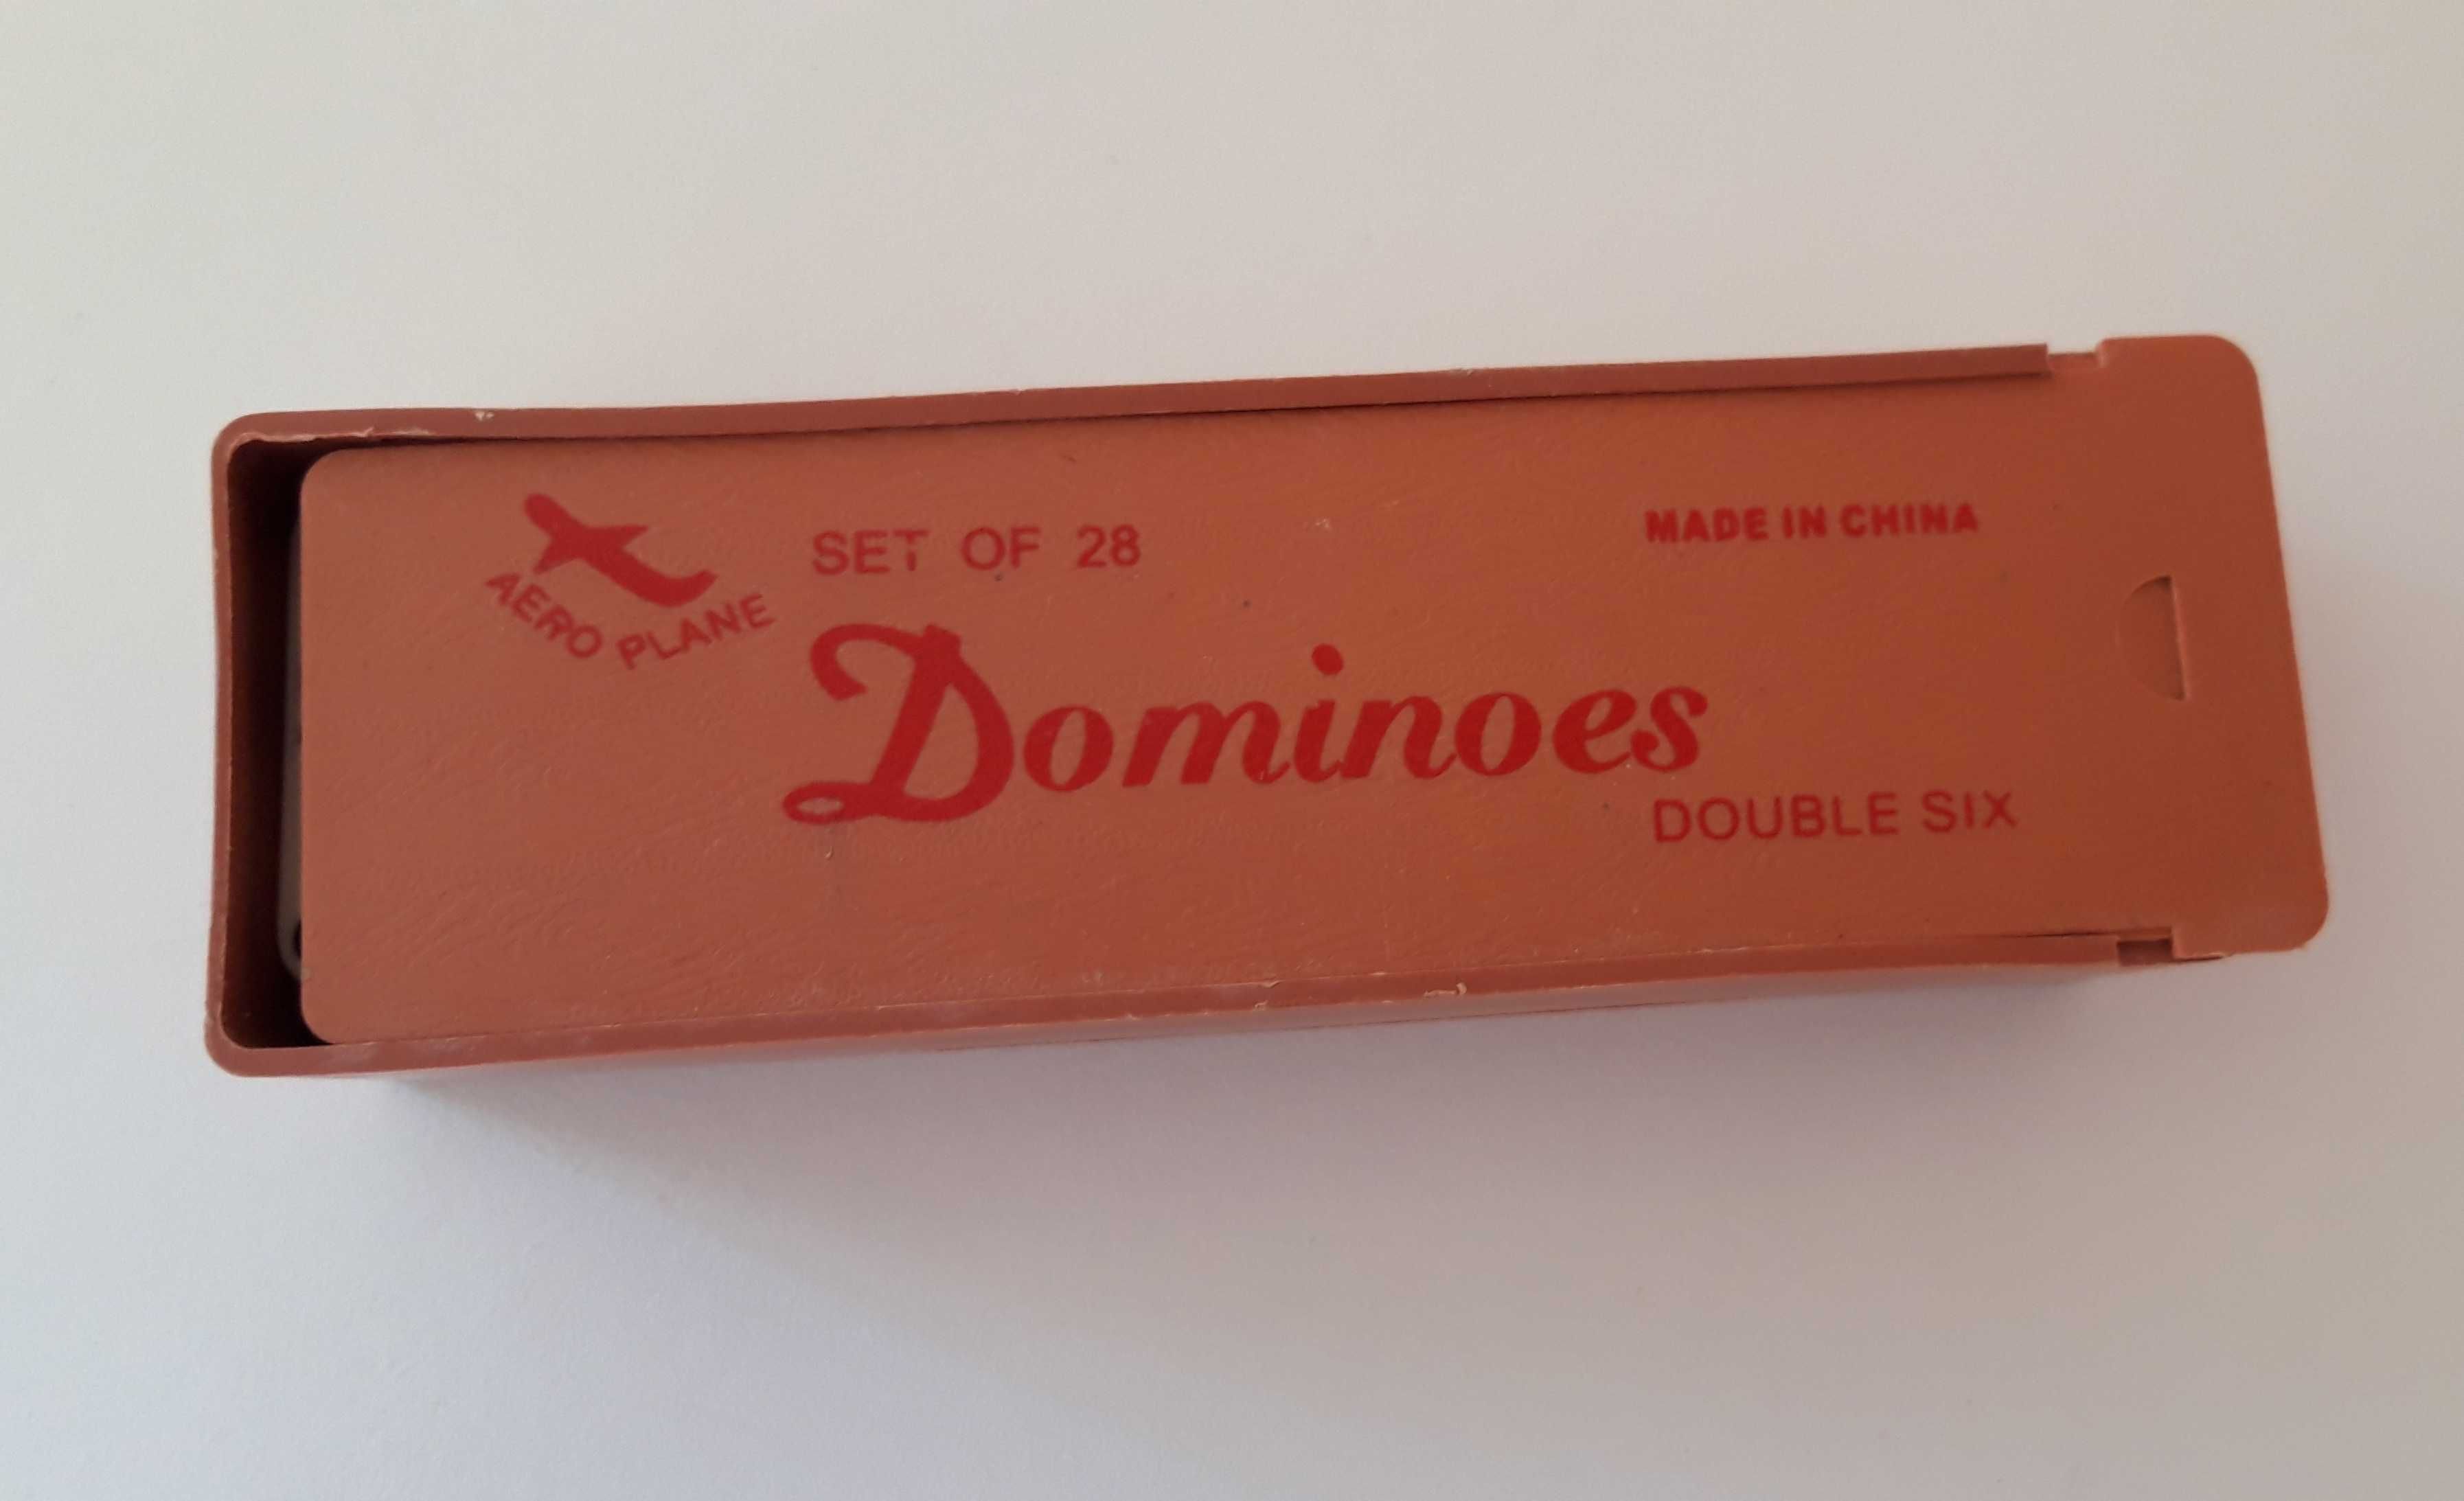 AERO PLANE
SET OF 28
MADE IN CHINA
Dominoes
DOUBLE SIX